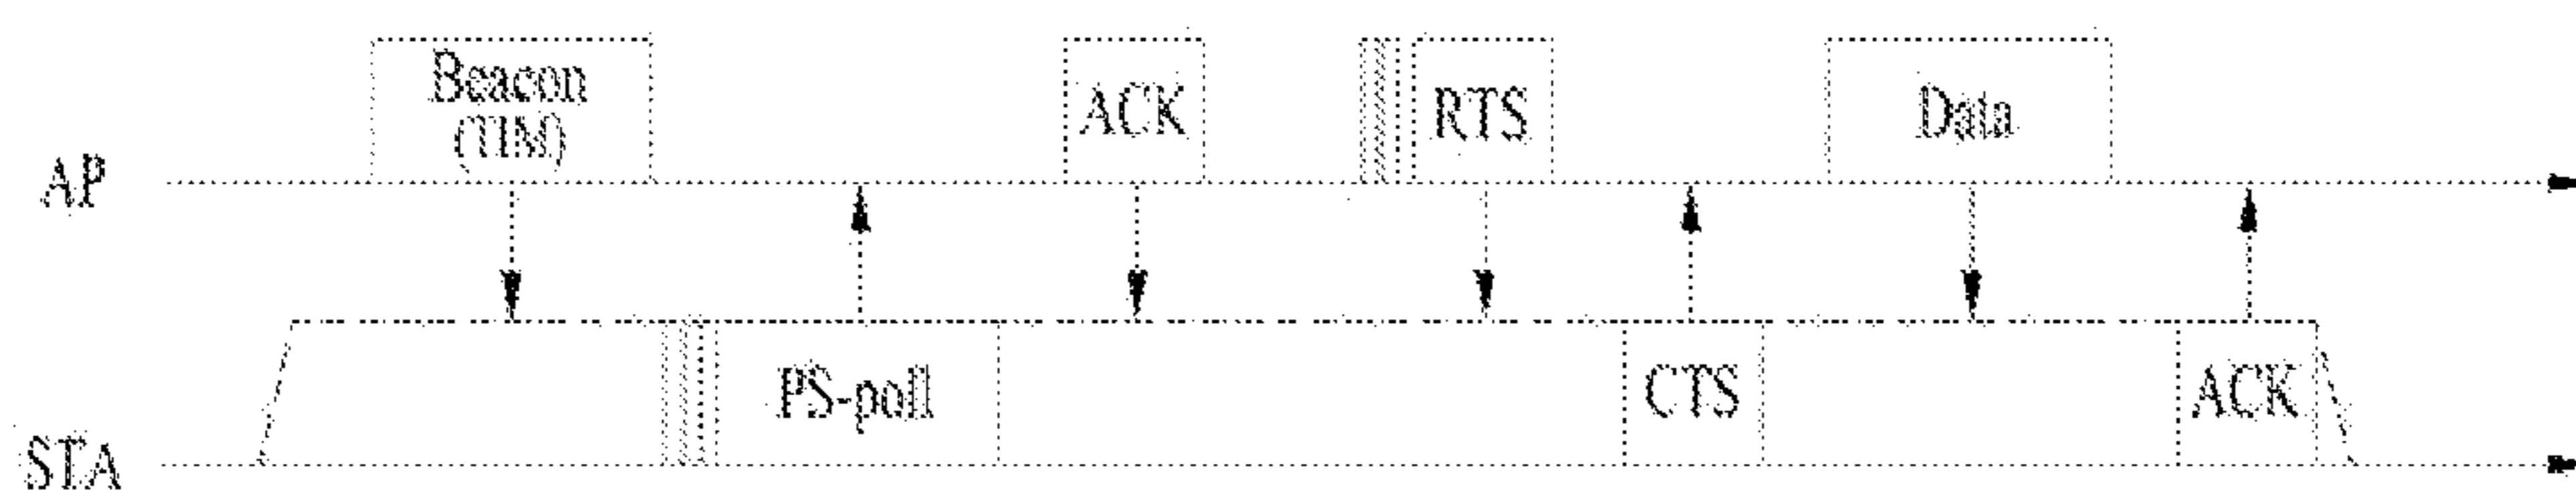 Beacon
(TIM)
ACK
RTS
Data
AP
PS-poll
CTS
ACK
STA